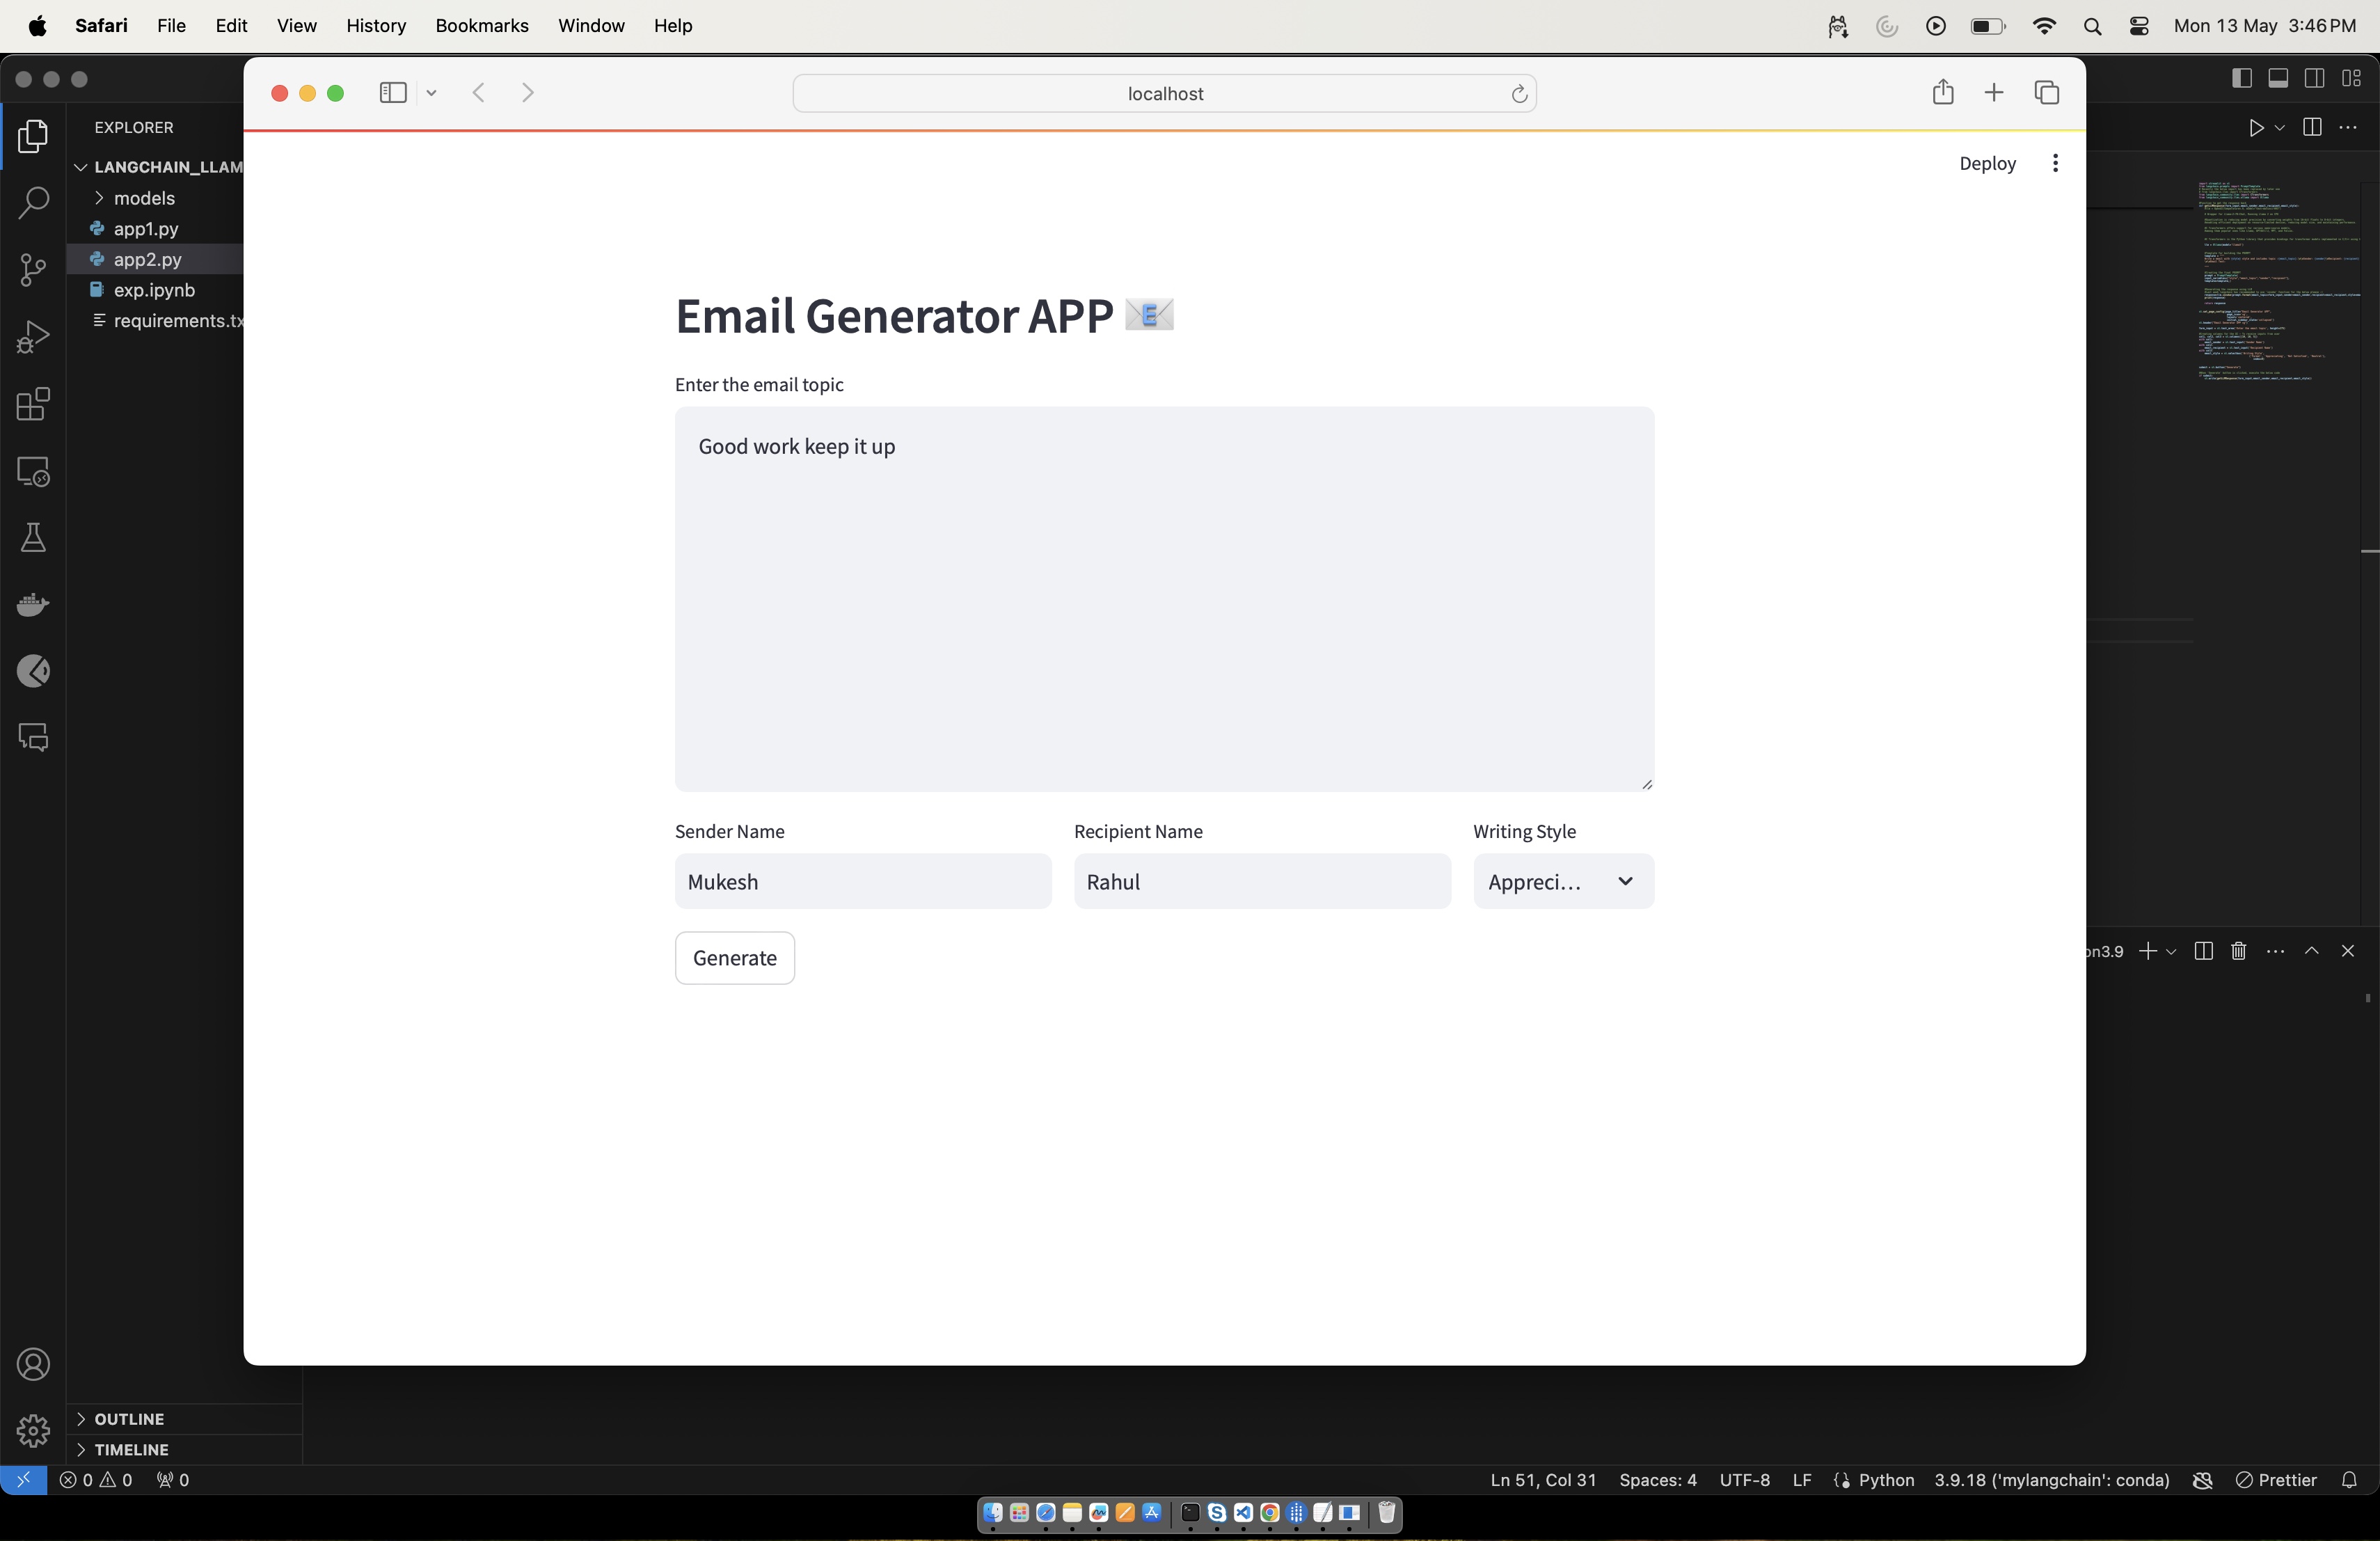 Safari File Edit View History Bookmarks Window Help Mon 13 May 3:46 PM
localhost
EXPLORER
LANGCHAIN_LLAM
models
app1.py
app2.py
exp.ipynb
requirements.tx
Deploy
Email Generator APP
Enter the email topic
Good work keep it up
Sender Name Recipient Name Writing Style
Mukesh Rahul Appreci...
Generate
on3.9
OUTLINE
TIMELINE
0 0 0 Ln 51, Col 31 Spaces: 4 UTF-8 LF Python 3.9.18 ('mylangchain': conda) Prettier